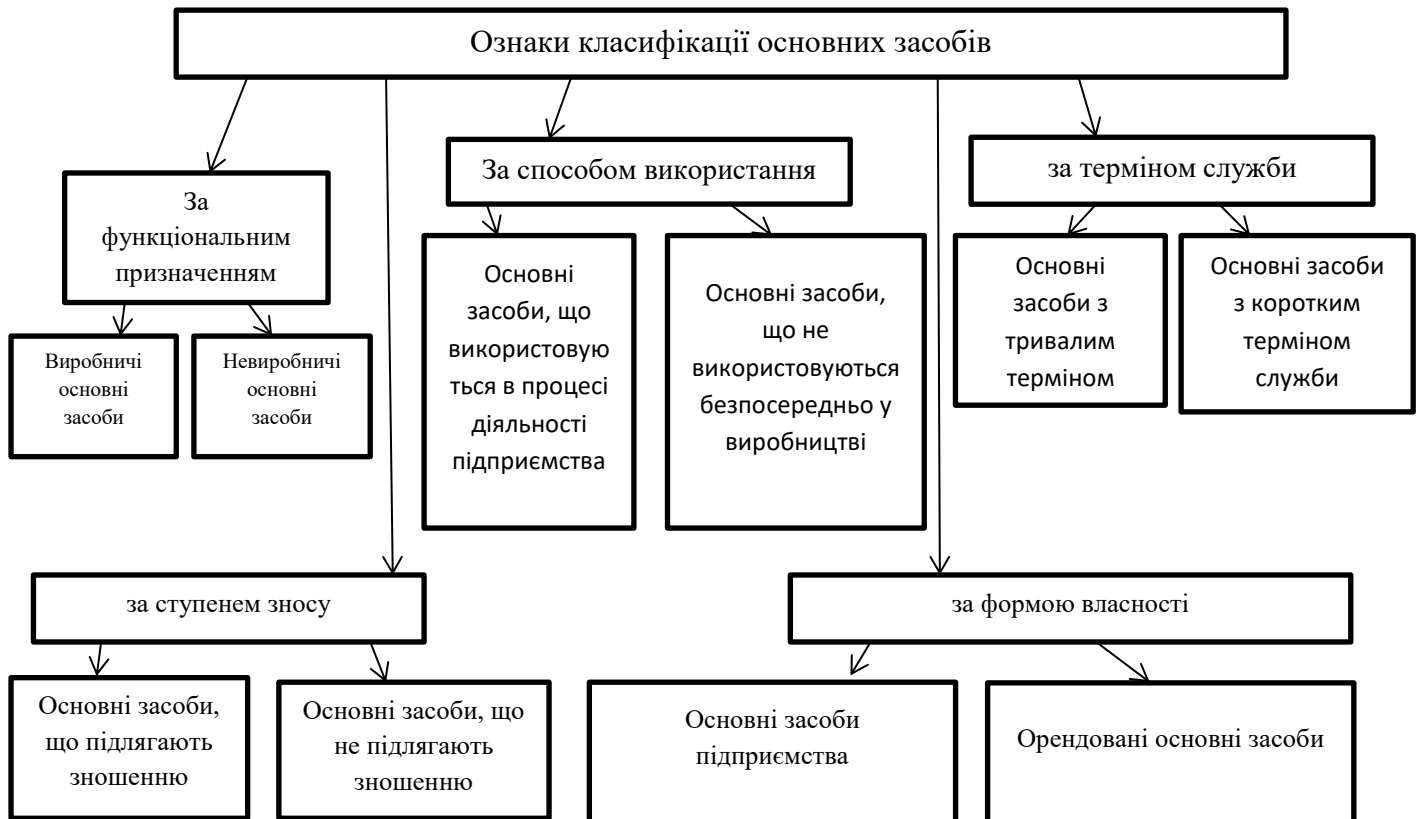 Ознаки класифікації основних засобів
За
функціональним
призначенням
Виробничі
основні
засоби
Невиробничі
основні
засоби
За способом використання
Основні
засоби, що
використовую
ться в процесі
діяльності
підприємства
Основні засоби,
що не
використовуються
безпосередньо у
виробництві
за терміном служби
Основні
засоби з
тривалим
терміном
Основні засоби
з коротким
терміном
служби
за ступенем зносу
Основні засоби,
що підлягають
зношенню
Основні засоби, що
не підлягають
зношенню
за формою власності
Основні засоби
підприємства
Орендовані основні засоби